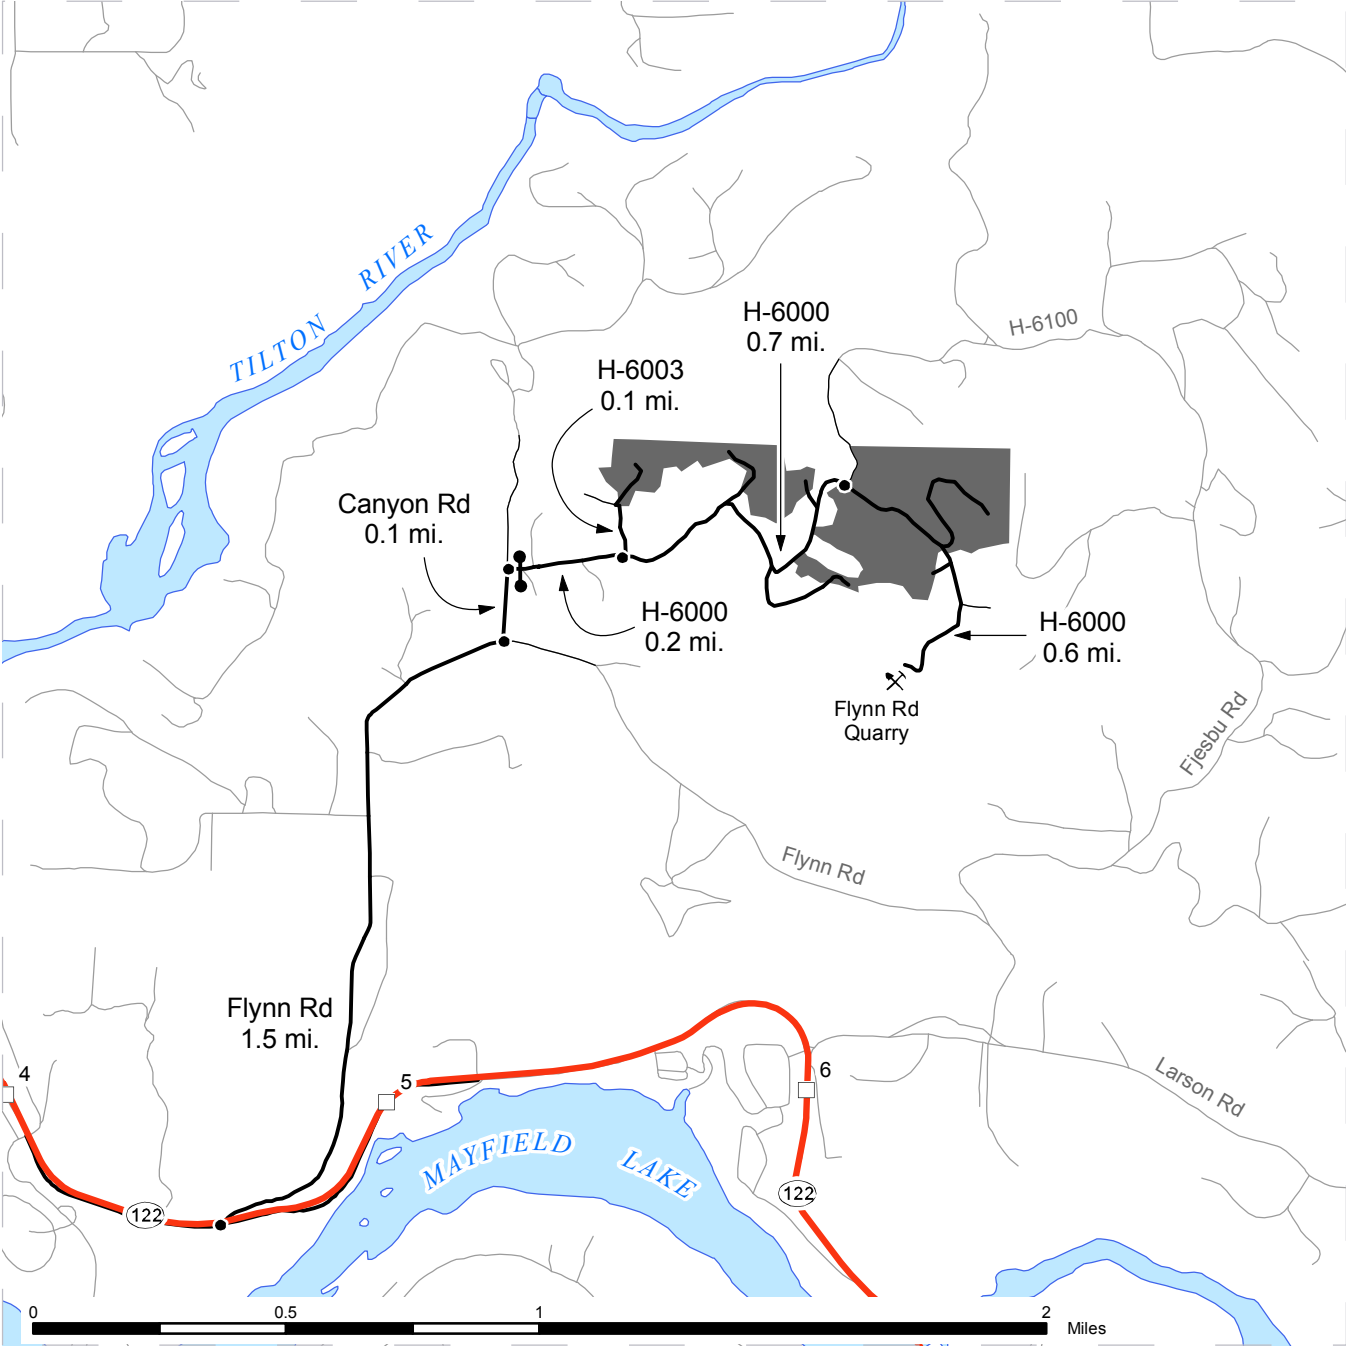 TILTON RIVER
H-6000
0.7 mi.
H-6100
H-6003
0.1 mi.
Canyon Rd
0.1 mi.
H-6000
0.2 mi.
H-6000
0.6 mi.
Flynn Rd
Quarry
Fjesbu Rd
Flynn Rd
Flynn Rd
1.5 mi.
4
5
6
Larson Rd
MAYFIELD LAKE
122
122
0
0.5
1
2
Miles